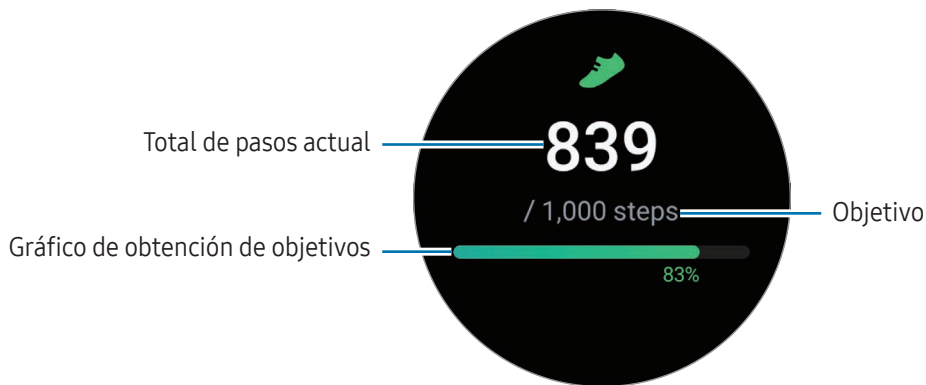 Total de pasos actual
839
/ 1,000 steps
Objetivo
Gráfico de obtención de objetivos
83%